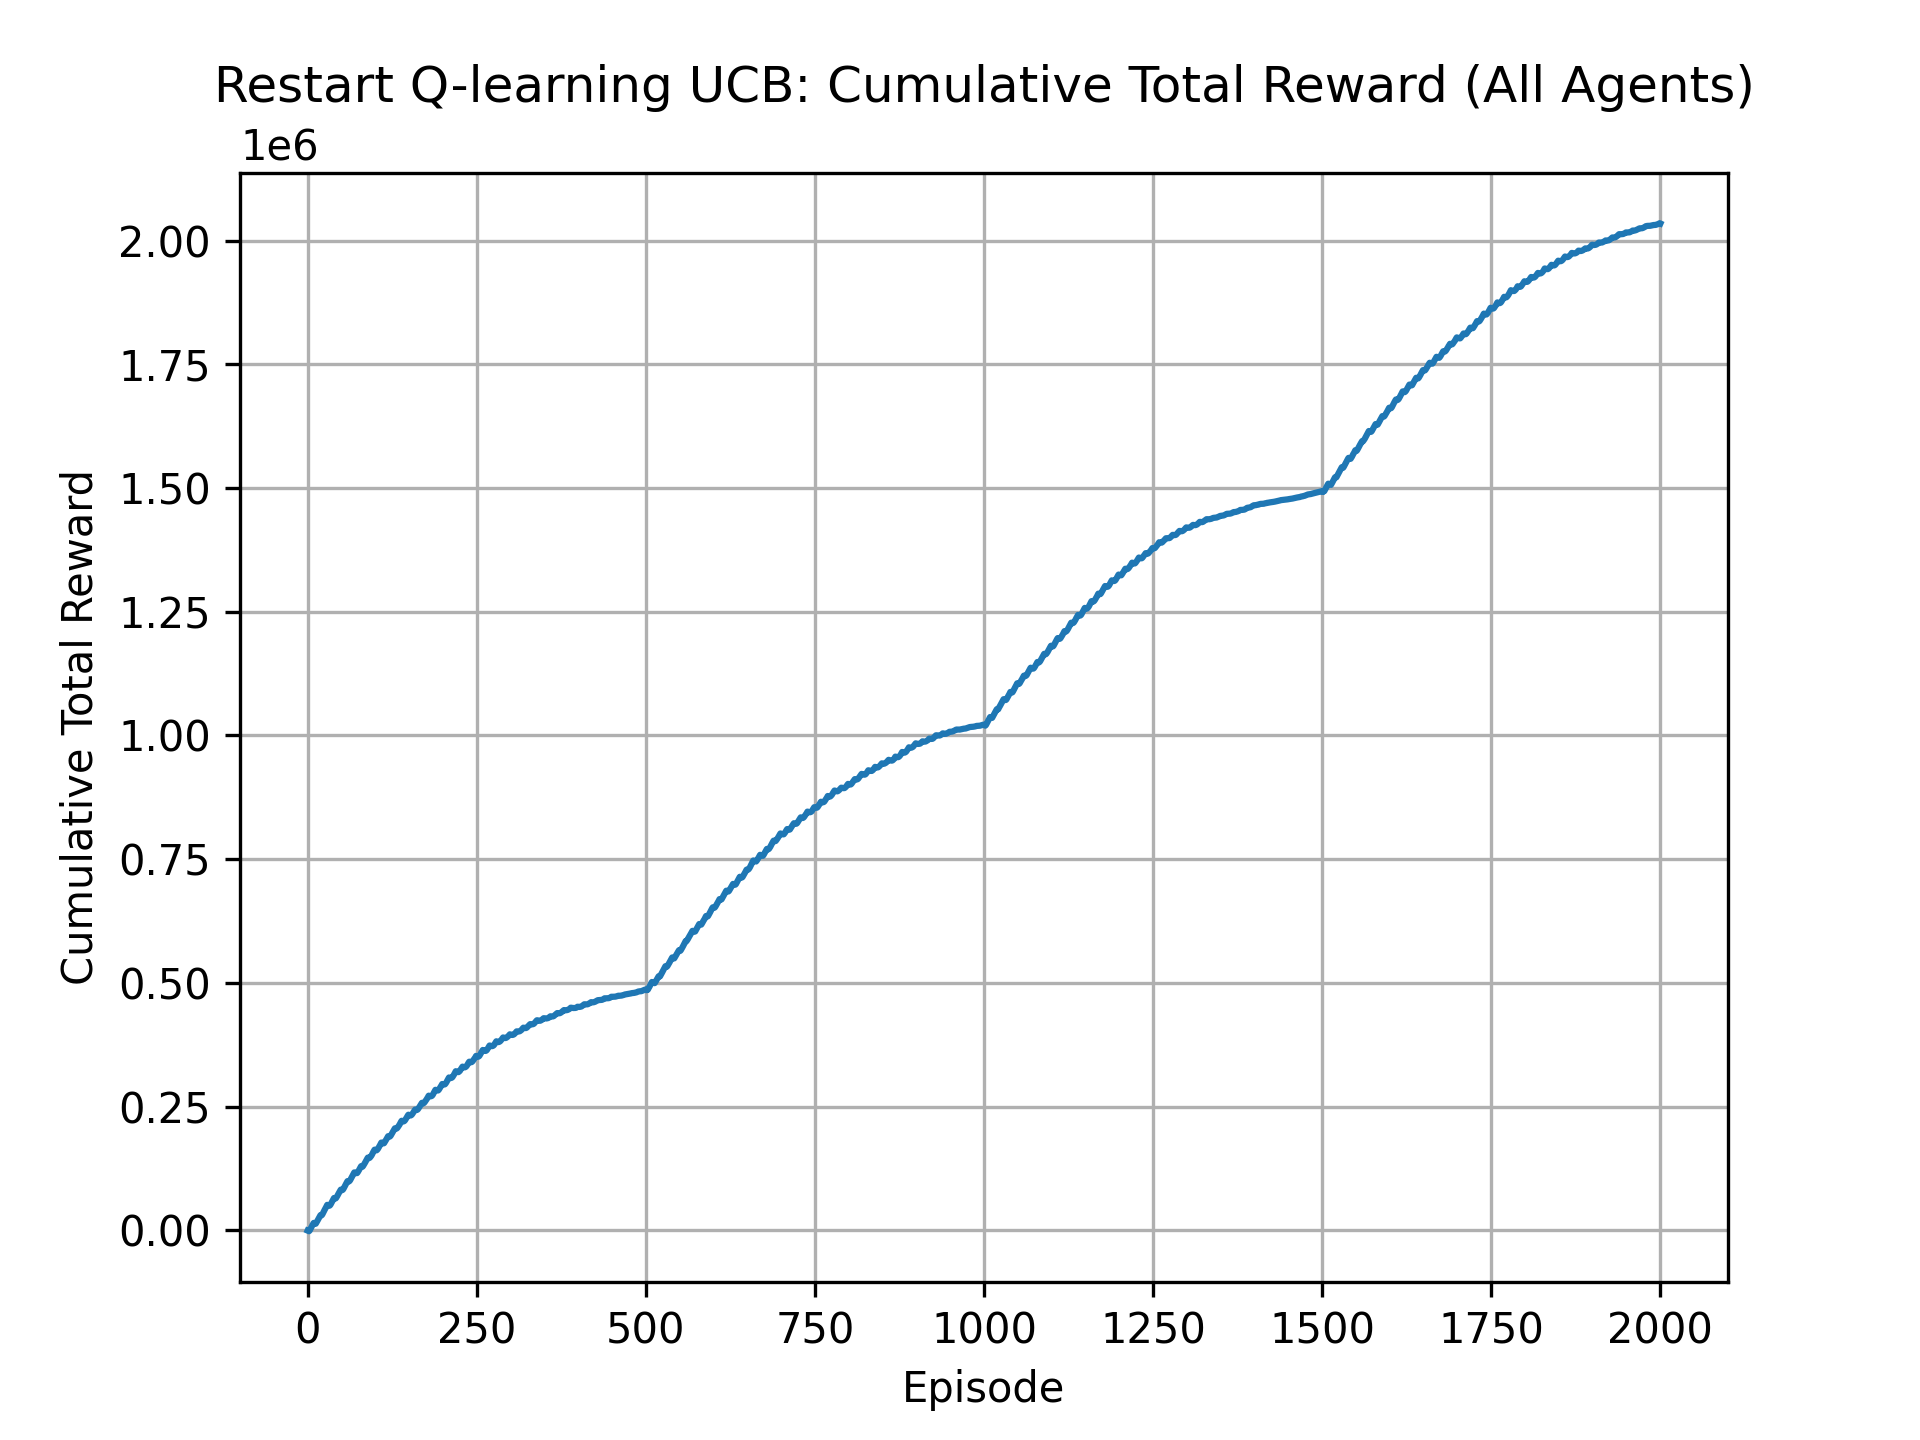 Restart Q-learning UCB: Cumulative Total Reward (All Agents)
1e6
2.00
1.75
1.50
1.25
1.00
0.75
0.50
0.25
0.00
Cumulative Total Reward
0 250 500 750 1000 1250 1500 1750 2000
Episode